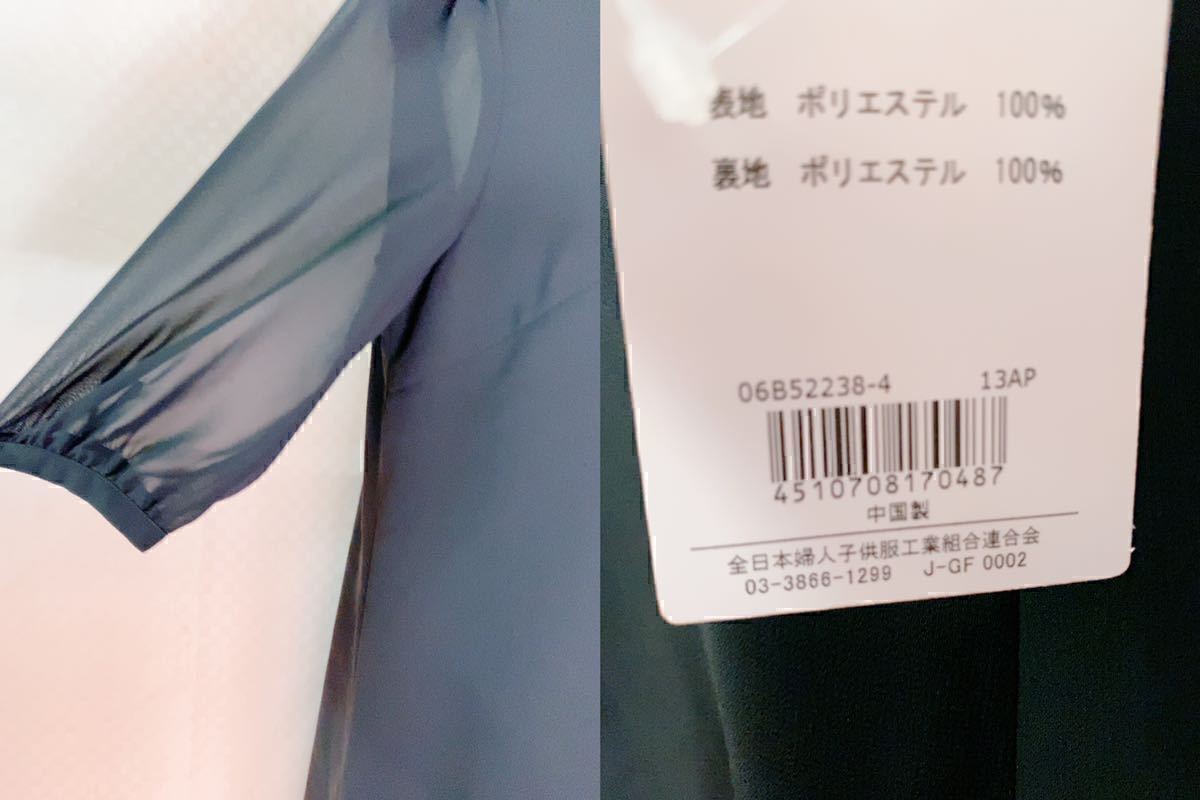 表地 ポリエステル 100%
裏地 ポリエステル 100%
06B52238-4 13AP
4510708170487
中国製
全日本婦人子供服工業組合連合会
03-3866-1299 J-GF 0002